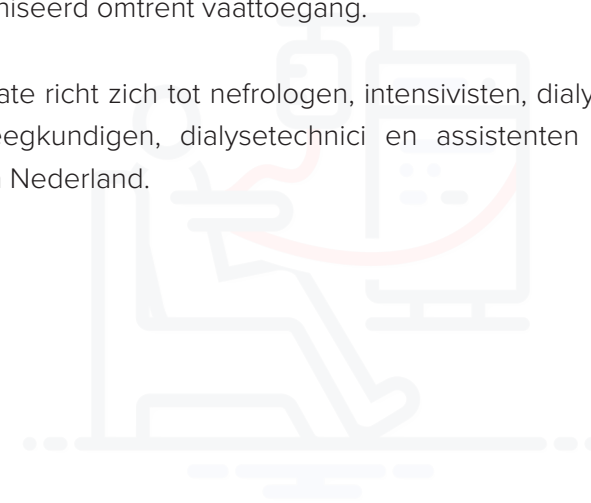 niseerd omtrent vaattoegang.
ate richt zich tot nefrologen, intensivisten, dialy
eegkundigen, dialysetechnici en assistenten
Nederland.